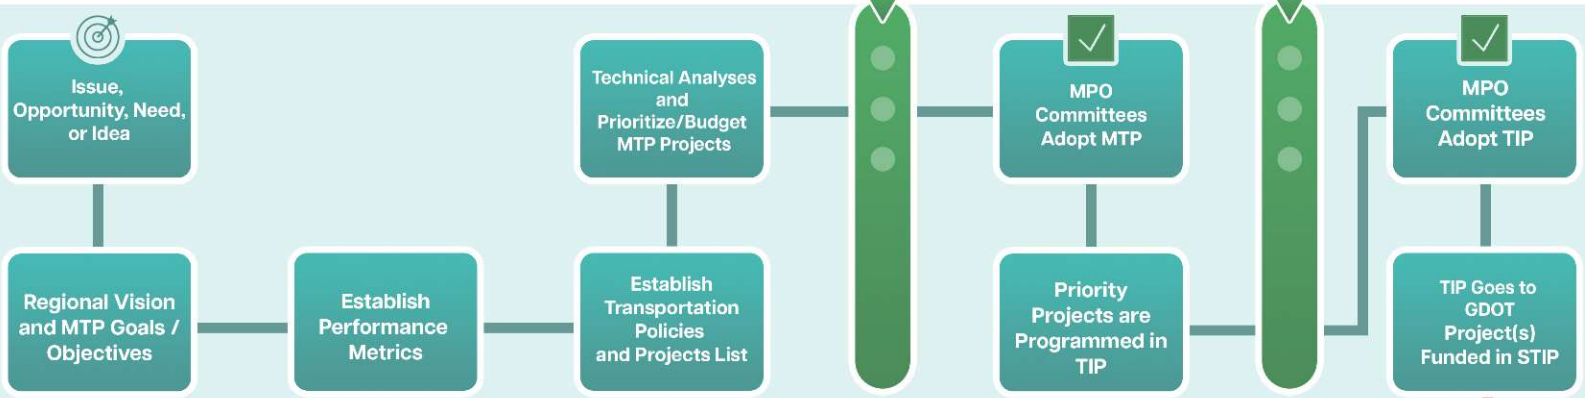 Issue,
Opportunity, Need,
or Idea
Regional Vision
and MTP Goals /
Objectives
Establish
Performance
Metrics
Establish
Transportation
Policies
and Projects List
Technical Analyses
and
Prioritize/Budget
MTP Projects
MPO
Committees
Adopt MTP
Priority
Projects are
Programmed in
TIP
MPO
Committees
Adopt TIP
TIP Goes to
GDOT
Project(s)
Funded in STIP